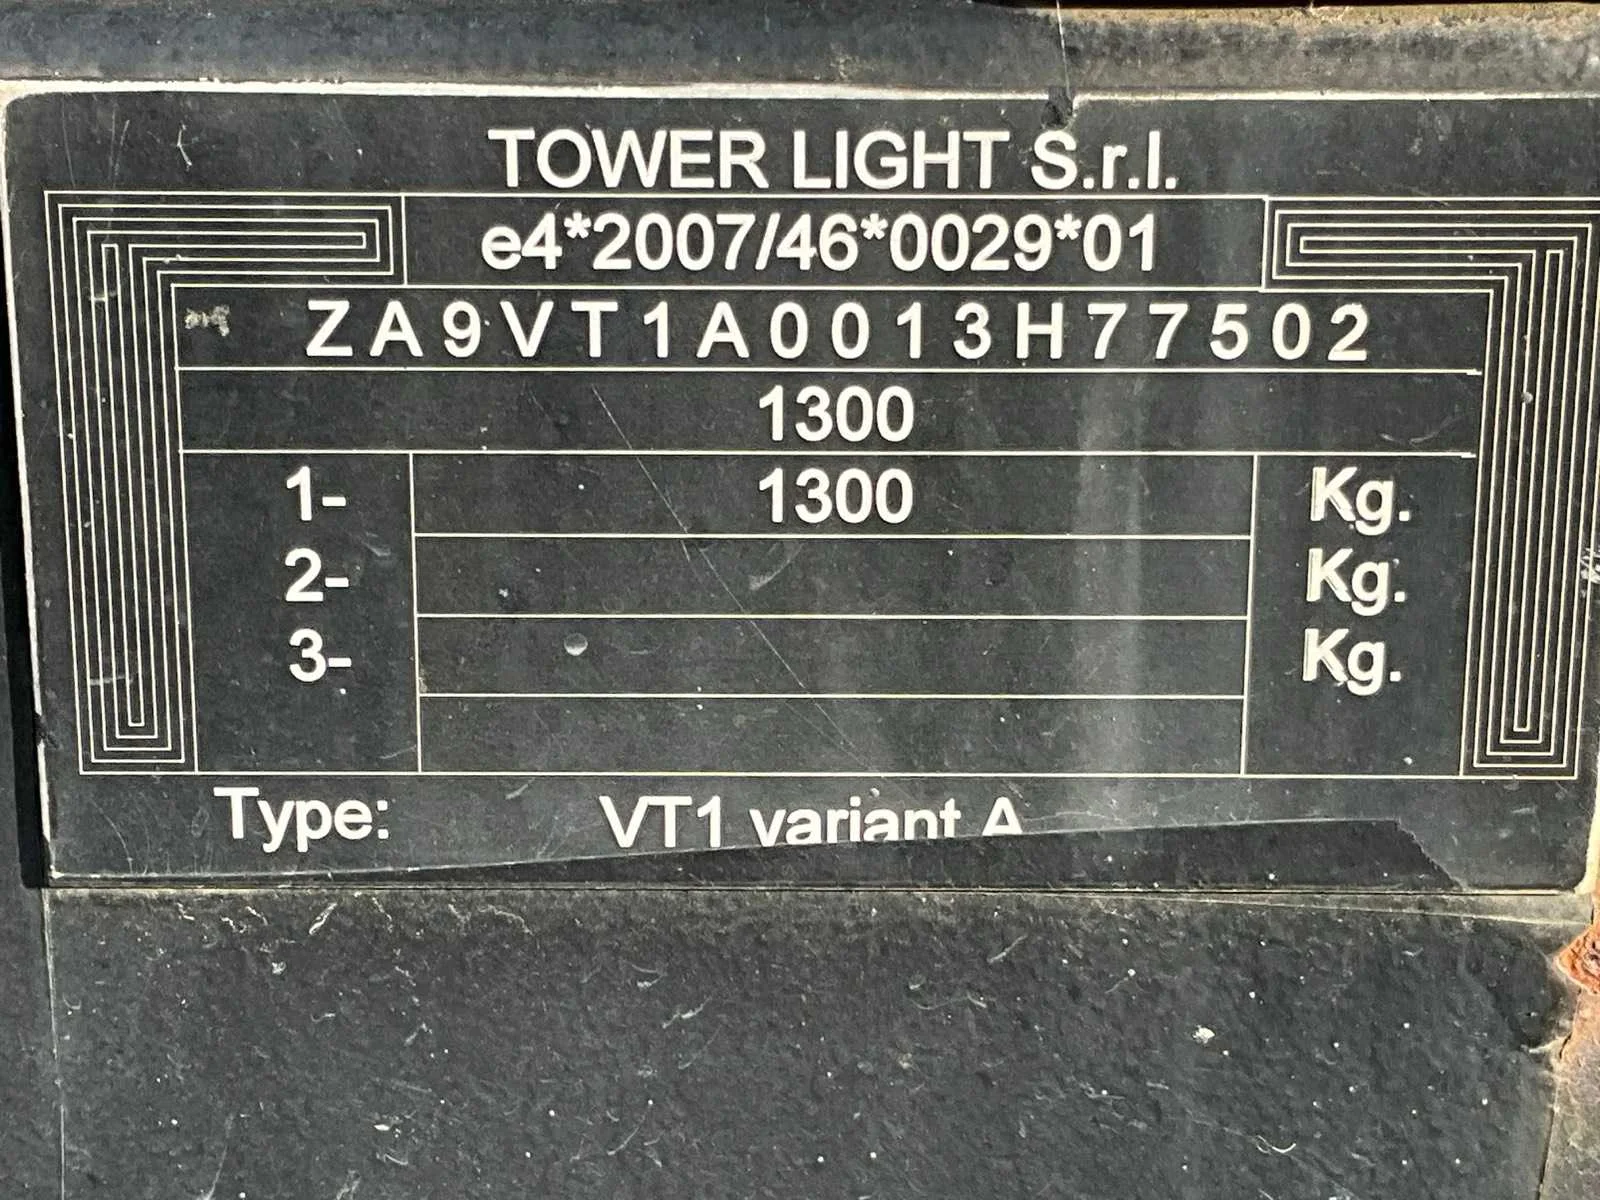 TOWER LIGHT S.r.l.
e4*2007/46*0029*01
ZA9VT1A0013H77502
1300
1- 1300 Kg.
2- Kg.
3- Kg.
Type: VT1 variant A